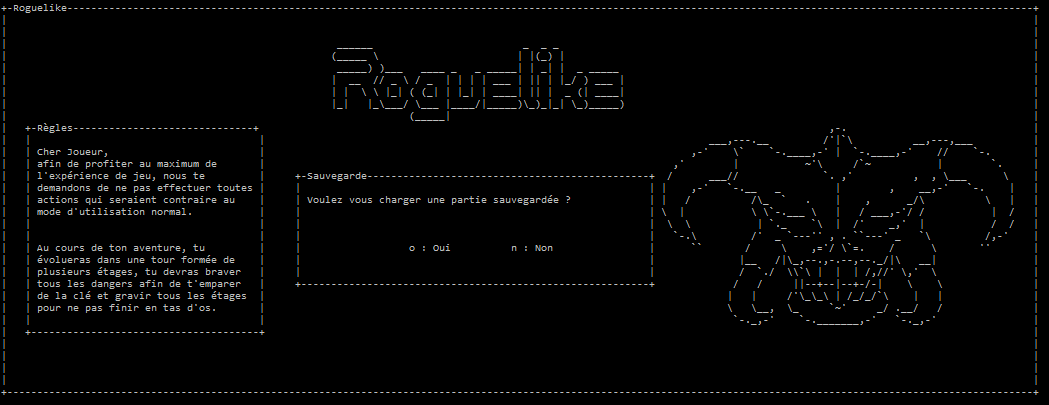 Roguelike
Roguelike
Règles
Cher Joueur,
afin de profiter au maximum de
l'expérience de jeu, nous te
demandons de ne pas effectuer toutes
actions qui seraient contraire au
mode d'utilisation normal.
Au cours de ton aventure, tu
évolueras dans une tour formée de
plusieurs étages, tu devras braver
tous les dangers afin de t'emparer
de la clé et gravir tous les étages
pour ne pas finir en tas d'os.
Sauvegarde
Voulez vous charger une partie sauvegardée ?
o : Oui n : Non